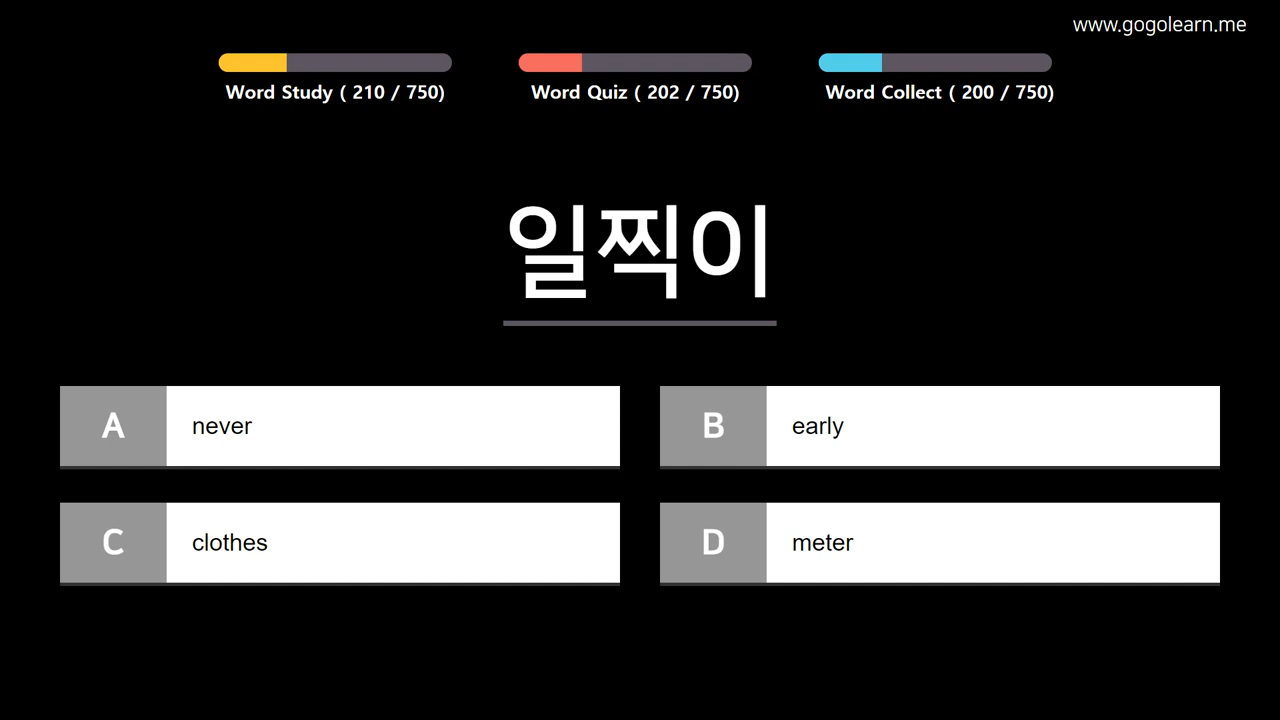 www.gogolearn.me
Word Study ( 210 / 750)
Word Quiz ( 202 / 750)
Word Collect ( 200 / 750)
일찍이
A never
B early
C clothes
D meter